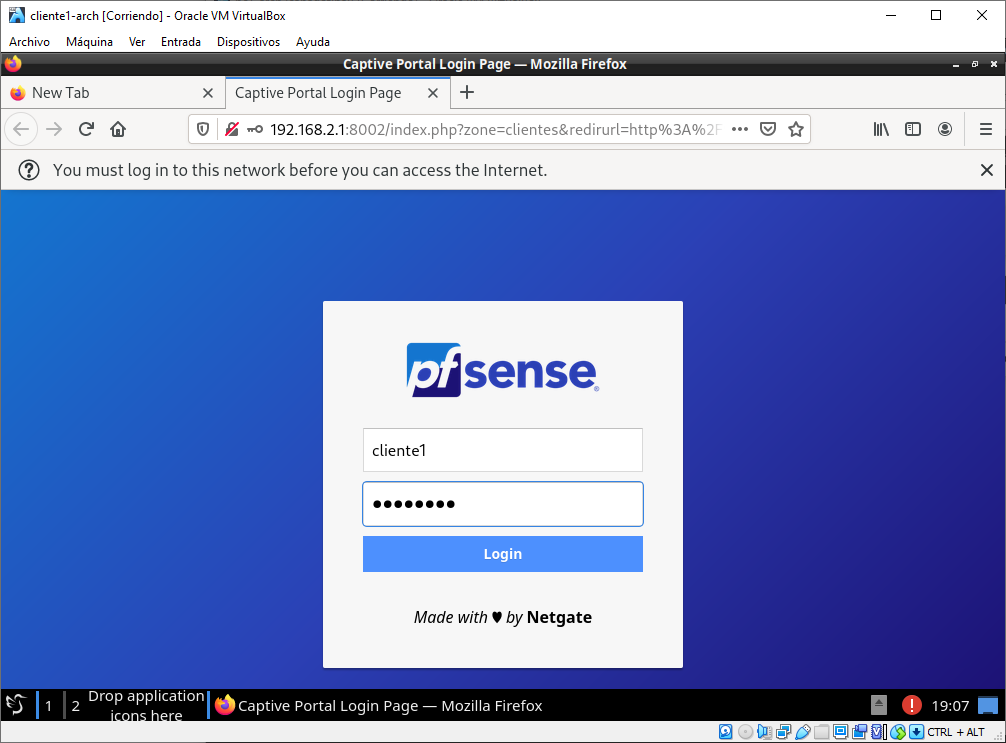 cliente1-arch [Corriendo] - Oracle VM VirtualBox
Archivo Máquina Ver Entrada Dispositivos Ayuda
Captive Portal Login Page — Mozilla Firefox
New Tab
Captive Portal Login Page
192.168.2.1:8002/index.php?zone=clientes&redirurl=http%3A%2F
You must log in to this network before you can access the Internet.
pfsense®
cliente1
●●●●●●●●
Login
Made with ♥ by Netgate
1
2
Drop application
icons here
Captive Portal Login Page — Mozilla Firefox
19:07
CTRL + ALT